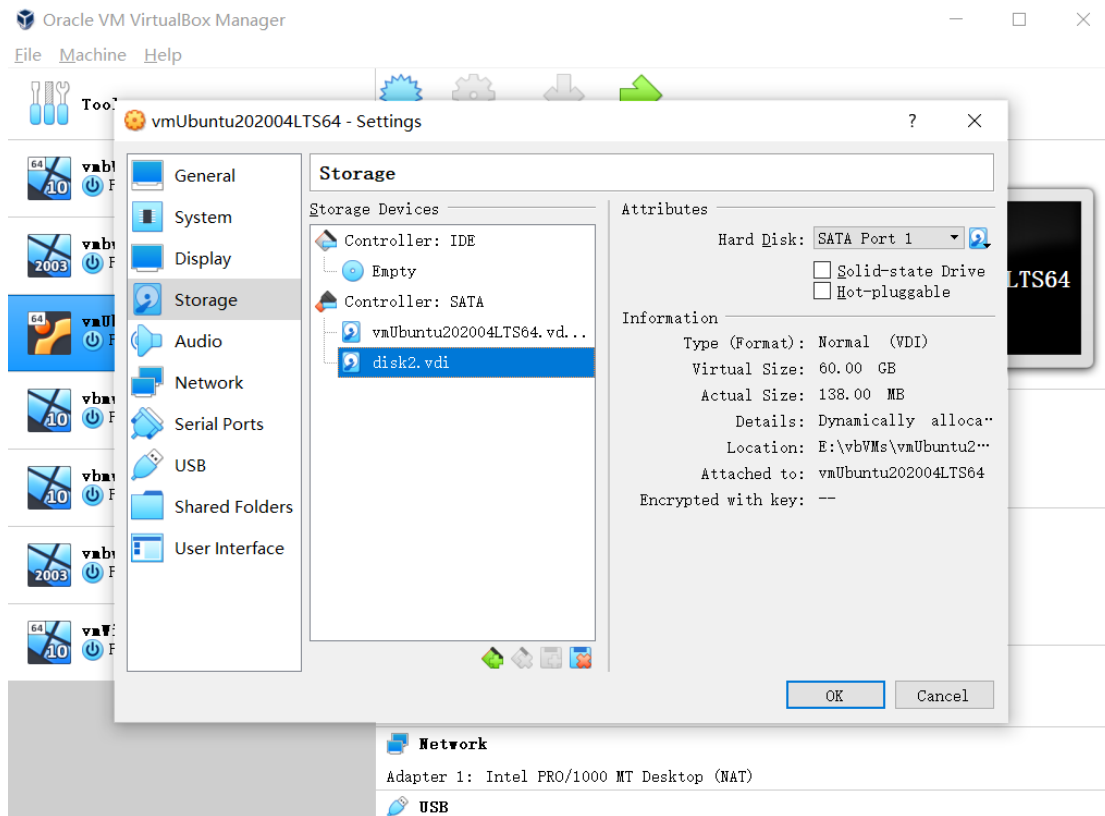 Oracle VM VirtualBox Manager
File Machine Help
vmUbuntu202004LTS64 - Settings
?
General
System
Display
Storage
Audio
Network
Serial Ports
USB
Shared Folders
User Interface
Storage
Storage Devices
Controller: IDE
Empty
Controller: SATA
vmUbuntu202004LTS64.vd...
disk2.vdi
Attributes
Hard Disk: SATA Port 1
Solid-state Drive
Hot-pluggable
Information
Type (Format): Normal (VDI)
Virtual Size: 60.00 GB
Actual Size: 138.00 MB
Details: Dynamically alloca…
Location: E:\vbVMs\vmUbuntu2…
Attached to: vmUbuntu202004LTS64
Encrypted with key: --
OK Cancel
LTS64
64
10
2003
64
10
10
2003
64
10
Network
Adapter 1: Intel PRO/1000 MT Desktop (NAT)
USB